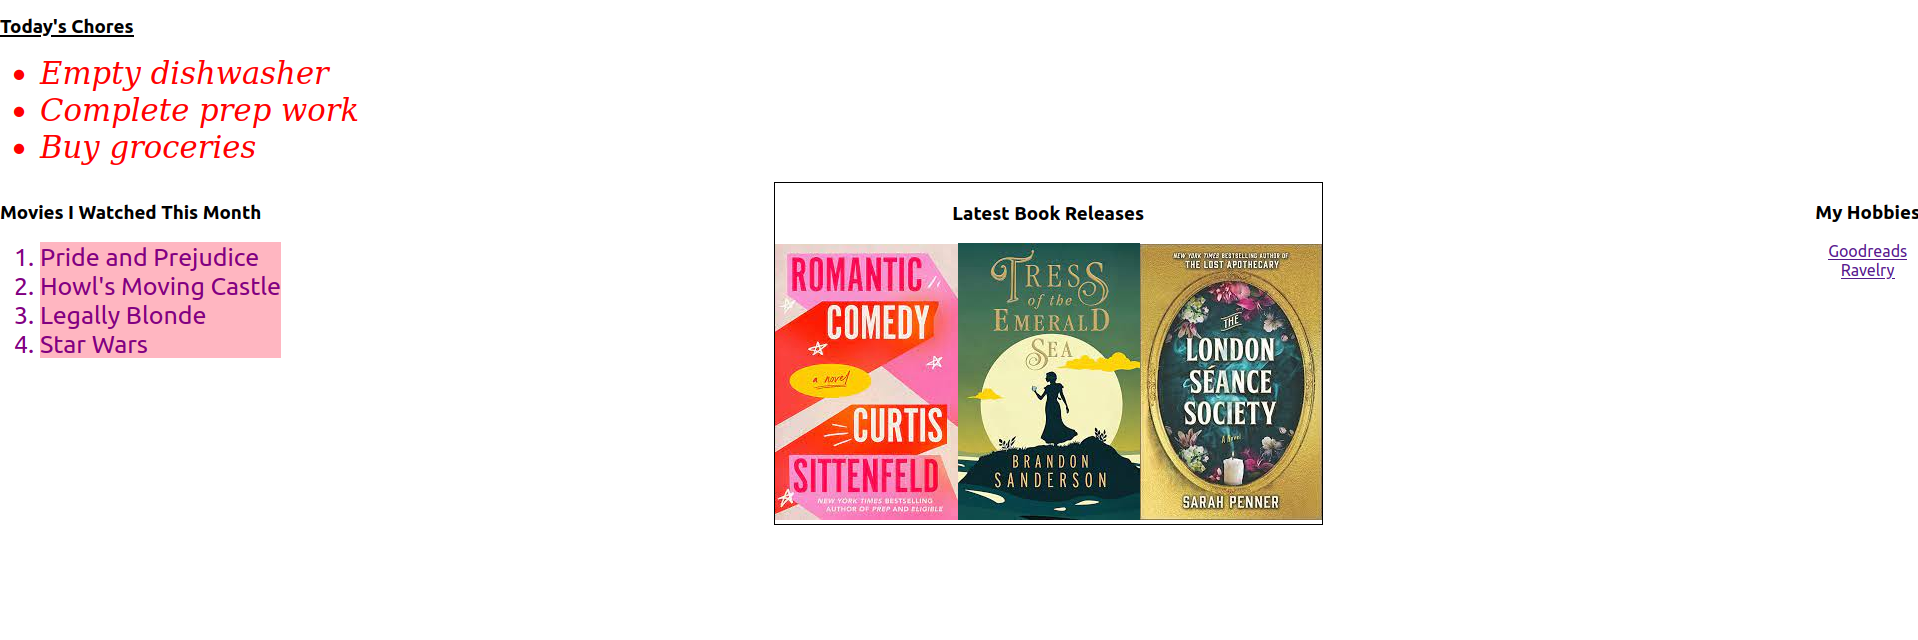 Today's Chores
Empty dishwasher
Complete prep work
Buy groceries
Movies I Watched This Month
1. Pride and Prejudice
2. Howl's Moving Castle
3. Legally Blonde
4. Star Wars
Latest Book Releases
ROMANTIC
COMEDY
a novel
CURTIS
SITTENFELD
NEW YORK TIMES BESTSELLING
AUTHOR OF PREP AND ELIGIBLE
TRESS
of the
EMERALD
SEA
BRANDON
SANDERSON
NEW YORK TIMES BESTSELLING AUTHOR OF
THE LOST APOTHECARY
THE
LONDON
SÉANCE
SOCIETY
A Novel
SARAH PENNER
My Hobbies
Goodreads
Ravelry